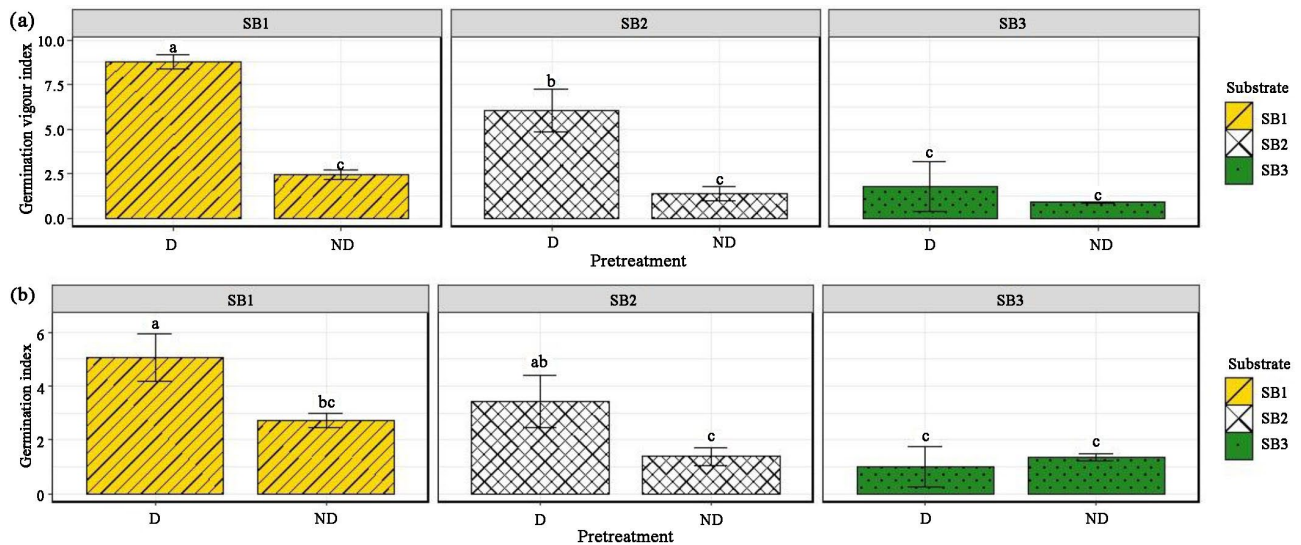 (a)
SB1 SB2 SB3
Germination vigour index
10.0
7.5
5.0
2.5
0.0
a c b c c c
D ND D ND D ND
Pretreatment
Substrate
SB1
SB2
SB3
(b)
SB1 SB2 SB3
Germination index
6
4
2
0
a bc ab c c c
D ND D ND D ND
Pretreatment
Substrate
SB1
SB2
SB3